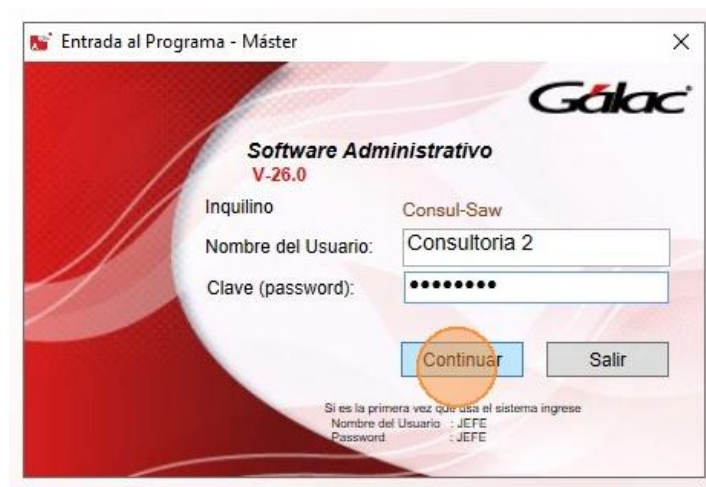 Entrada al Programa - Máster
Gálac
Software Administrativo
V-26.0
Inquilino Consul-Saw
Nombre del Usuario: Consultoria 2
Clave (password): ••••••••
Continuar Salir
Si es la primera vez que usa el sistema ingrese
Nombre del Usuario : JEFE
Password : JEFE